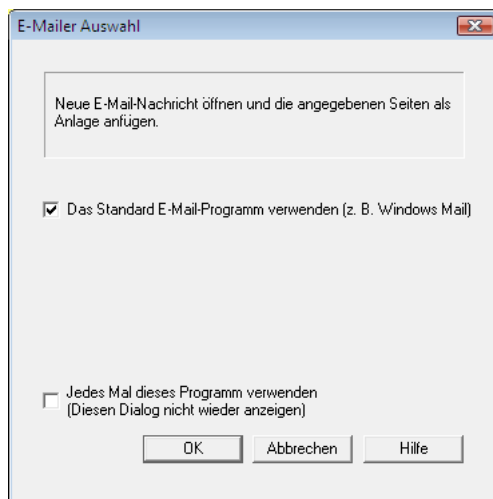 E-Mailer Auswahl
Neue E-Mail-Nachricht öffnen und die angegebenen Seiten als
Anlage anfügen.
Das Standard E-Mail-Programm verwenden (z. B. Windows Mail)
Jedes Mal dieses Programm verwenden
(Diesen Dialog nicht wieder anzeigen)
OK Abbrechen Hilfe